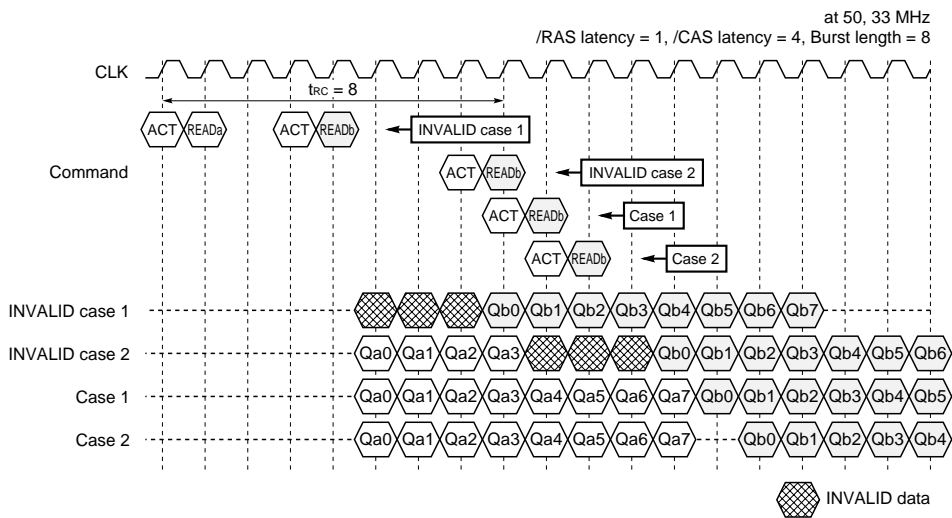 at 50, 33 MHz
/RAS latency = 1, /CAS latency = 4, Burst length = 8
CLK
tRC = 8
ACT READa ACT READb INVALID case 1
Command ACT READb INVALID case 2
ACT READb Case 1
ACT READb Case 2
INVALID case 1 Qb0 Qb1 Qb2 Qb3 Qb4 Qb5 Qb6 Qb7
INVALID case 2 Qa0 Qa1 Qa2 Qa3 Qb0 Qb1 Qb2 Qb3 Qb4 Qb5 Qb6
Case 1 Qa0 Qa1 Qa2 Qa3 Qa4 Qa5 Qa6 Qa7 Qb0 Qb1 Qb2 Qb3 Qb4 Qb5
Case 2 Qa0 Qa1 Qa2 Qa3 Qa4 Qa5 Qa6 Qa7 Qb0 Qb1 Qb2 Qb3 Qb4
INVALID data